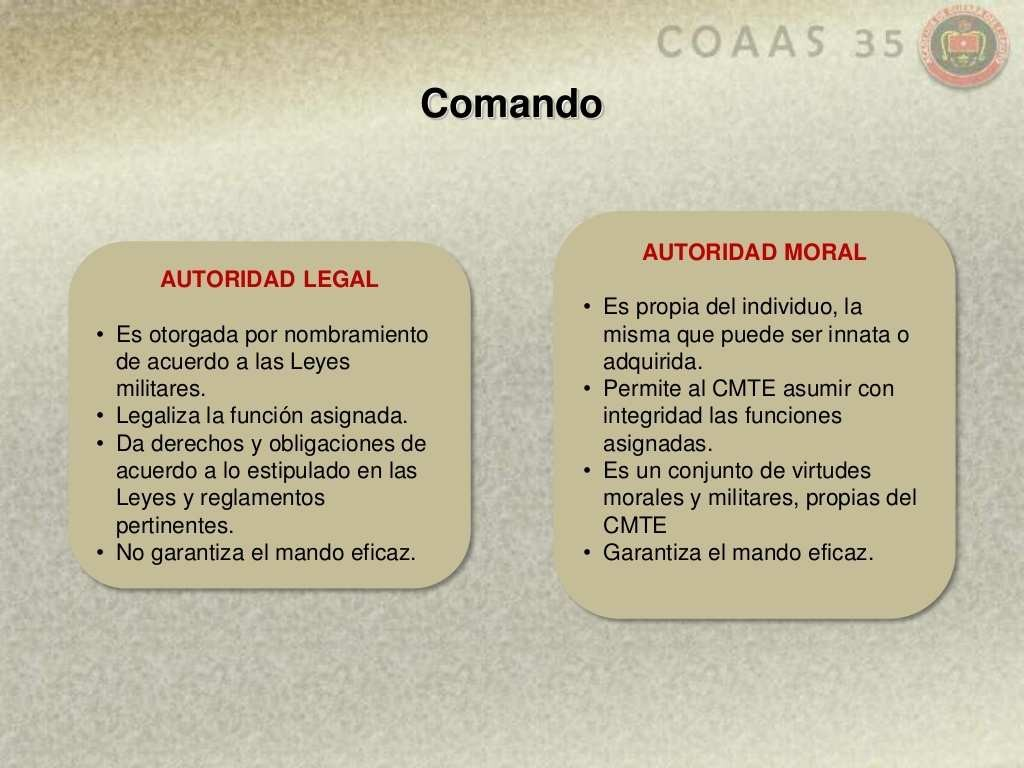 COAAS 35
Comando
AUTORIDAD LEGAL
• Es otorgada por nombramiento
de acuerdo a las Leyes
militares.
• Legaliza la función asignada.
• Da derechos y obligaciones de
acuerdo a lo estipulado en las
Leyes y reglamentos
pertinentes.
• No garantiza el mando eficaz.
AUTORIDAD MORAL
• Es propia del individuo, la
misma que puede ser innata o
adquirida.
• Permite al CMTE asumir con
integridad las funciones
asignadas.
• Es un conjunto de virtudes
morales y militares, propias del
CMTE
• Garantiza el mando eficaz.